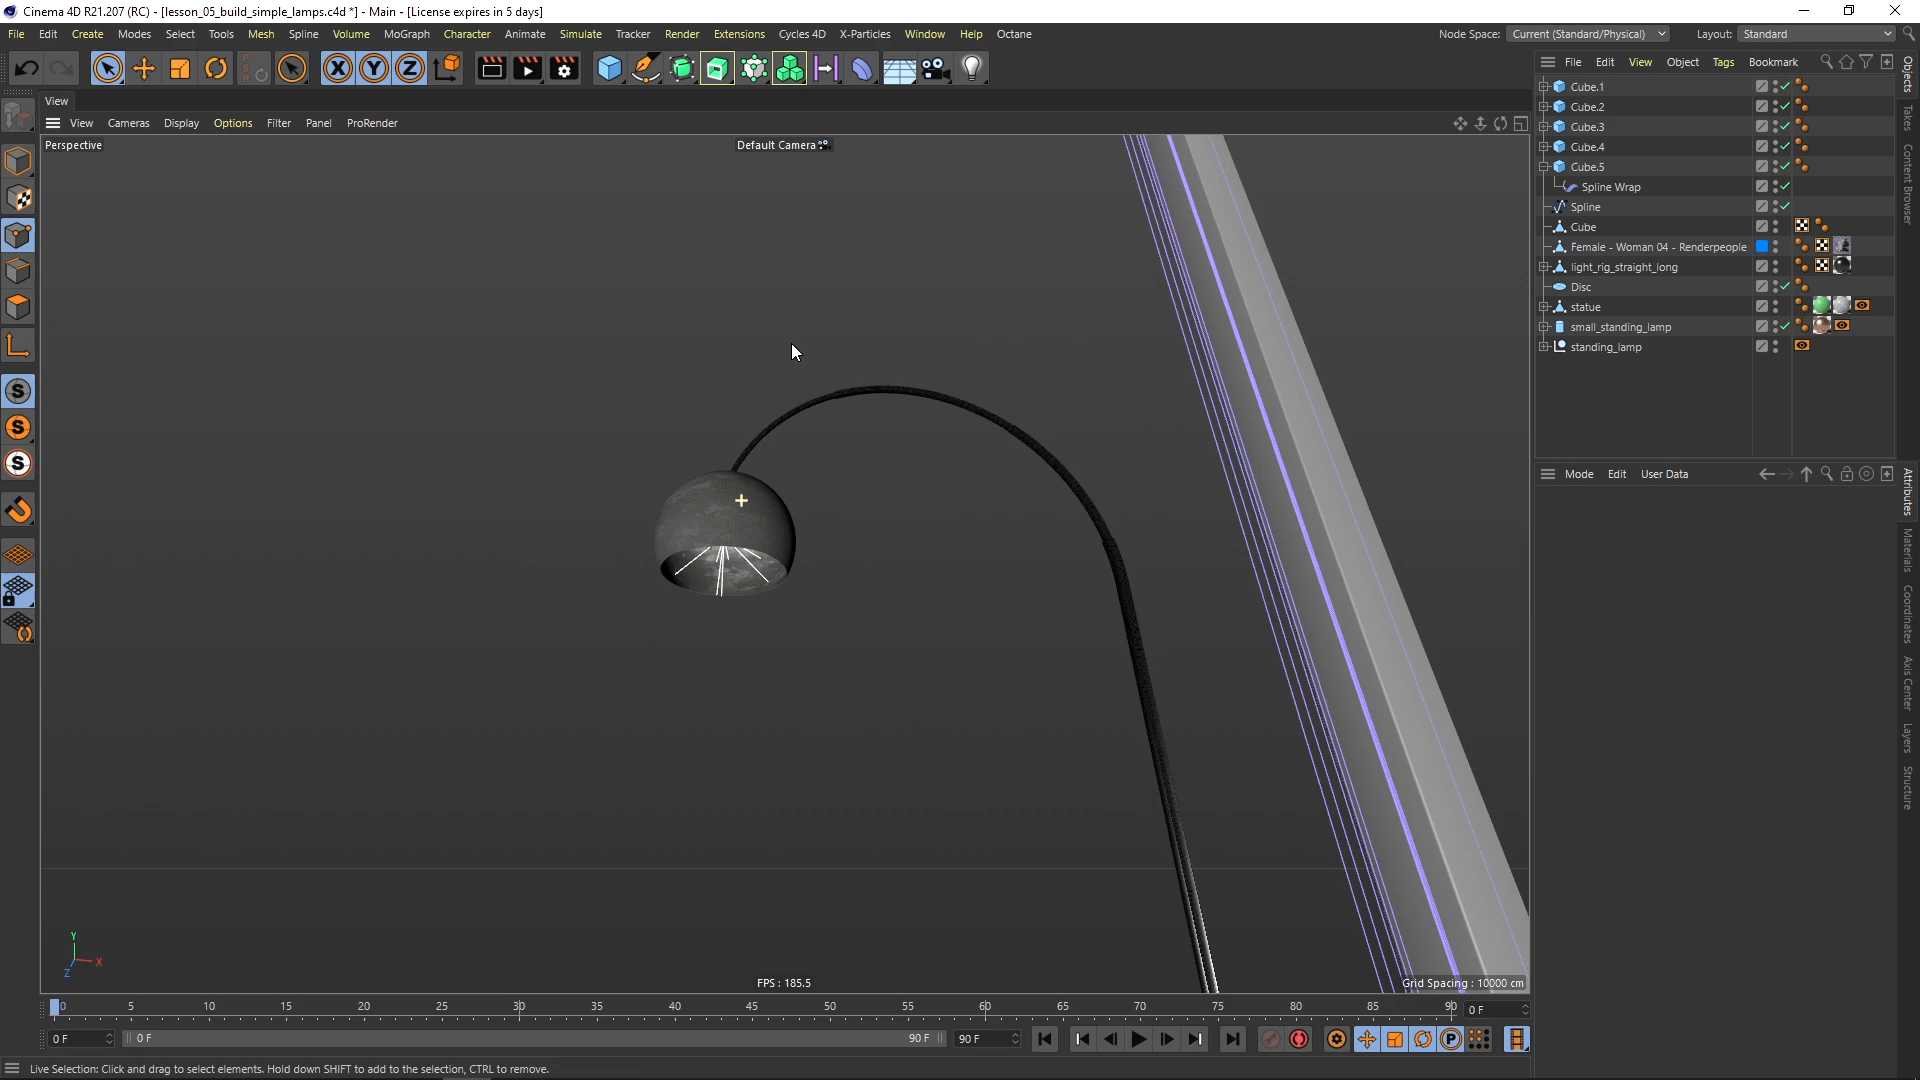 Cinema 4D R21.207 (RC) - [lesson_05_build_simple_lamps.c4d *] - Main - [License expires in 5 days]
File Edit Create Modes Select Tools Mesh Spline Volume MoGraph Character Animate Simulate Tracker Render Extensions Cycles 4D X-Particles Window Help Octane Node Space: Current (Standard/Physical) Layout: Standard
X Y Z
File Edit View Object Tags Bookmark
View
View Cameras Display Options Filter Panel ProRender
Perspective
Default Camera
Cube.1
Cube.2
Cube.3
Cube.4
Cube.5
Spline Wrap
Spline
Cube
Female - Woman 04 - Renderpeople
light_rig_straight_long
Disc
statue
small_standing_lamp
standing_lamp
Objects
Takes
Content Browser
S
S
S
Mode Edit User Data
Attributes
Materials
Coordinates
Axis Center
Layers
Structure
Y
X
Z
FPS : 185.5
Grid Spacing : 10000 cm
0 5 10 15 20 25 30 35 40 45 50 55 60 65 70 75 80 85 90 0 F
0 F 0 F 90 F 90 F P
Live Selection: Click and drag to select elements. Hold down SHIFT to add to the selection, CTRL to remove.